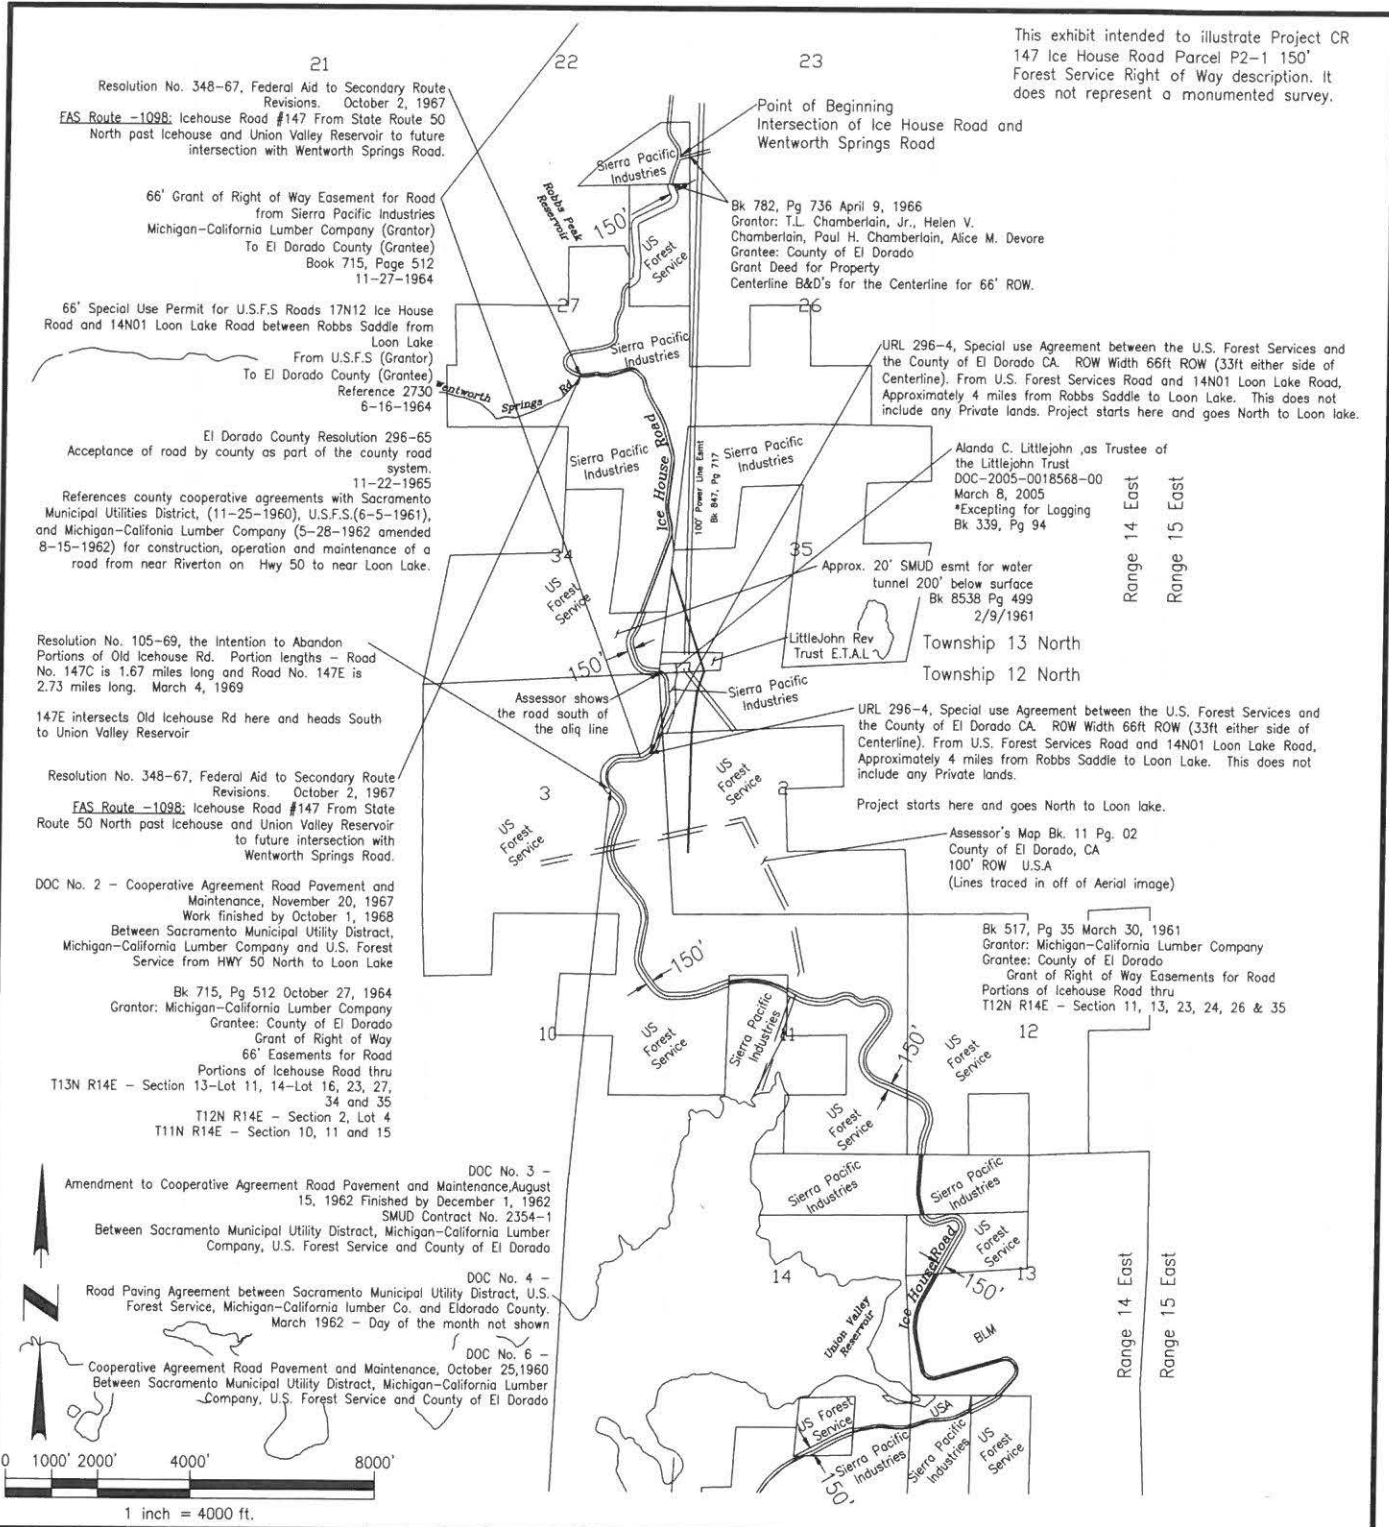 This exhibit intended to illustrate Project CR
147 Ice House Road Parcel P2-1 150'
Forest Service Right of Way description. It
does not represent a monumented survey.
21
22
23
Resolution No. 348-67, Federal Aid to Secondary Route
Revisions. October 2, 1967
FAS Route -1098: Icehouse Road #147 From State Route 50
North past Icehouse and Union Valley Reservoir to future
intersection with Wentworth Springs Road.
Point of Beginning
Intersection of Ice House Road and
Wentworth Springs Road
Sierra Pacific
Industries
Robbs Peak
Reservoir
150'
US
Forest
Service
66' Grant of Right of Way Easement for Road
from Sierra Pacific Industries
Michigan-California Lumber Company (Grantor)
To El Dorado County (Grantee)
Book 715, Page 512
11-27-1964
Bk 782, Pg 736 April 9, 1966
Grantor: T.L. Chamberlain, Jr., Helen V.
Chamberlain, Paul H. Chamberlain, Alice M. Devore
Grantee: County of El Dorado
Grant Deed for Property
Centerline B&D's for the Centerline for 66' ROW.
27
26
66' Special Use Permit for U.S.F.S Roads 17N12 Ice House
Road and 14N01 Loon Lake Road between Robbs Saddle from
Loon Lake
From U.S.F.S (Grantor)
To El Dorado County (Grantee)
Reference 2730
6-16-1964
Sierra Pacific
Industries
Wentworth Springs Rd
URL 296-4, Special use Agreement between the U.S. Forest Services and
the County of El Dorado CA. ROW Width 66ft ROW (33ft either side of
Centerline). From U.S. Forest Services Road and 14N01 Loon Lake Road,
Approximately 4 miles from Robbs Saddle to Loon Lake. This does not
include any Private lands. Project starts here and goes North to Loon lake.
El Dorado County Resolution 296-65
Acceptance of road by county as part of the county road
system.
11-22-1965
References county cooperative agreements with Sacramento
Municipal Utilities District, (11-25-1960), U.S.F.S.(6-5-1961),
and Michigan-Califonia Lumber Company (5-28-1962 amended
8-15-1962) for construction, operation and maintenance of a
road from near Riverton on Hwy 50 to near Loon Lake.
Sierra Pacific
Industries
Ice House Road
100' Power Line Esmt
Bk 847, Pg 717
Sierra Pacific
Industries
Alanda C. Littlejohn ,as Trustee of
the Littlejohn Trust
DOC-2005-0018568-00
March 8, 2005
*Excepting for Logging
Bk 339, Pg 94
Range 14 East
Range 15 East
34
35
US
Forest
Service
Approx. 20' SMUD esmt for water
tunnel 200' below surface
Bk 8538 Pg 499
2/9/1961
LittleJohn Rev
Trust E.T.A.L
Township 13 North
Township 12 North
Resolution No. 105-69, the Intention to Abandon
Portions of Old Icehouse Rd. Portion lengths - Road
No. 147C is 1.67 miles long and Road No. 147E is
2.73 miles long. March 4, 1969
147E intersects Old Icehouse Rd here and heads South
to Union Valley Reservoir
150'
Assessor shows
the road south of
the aliq line
Sierra Pacific
Industries
URL 296-4, Special use Agreement between the U.S. Forest Services and
the County of El Dorado CA. ROW Width 66ft ROW (33ft either side of
Centerline). From U.S. Forest Services Road and 14N01 Loon Lake Road,
Approximately 4 miles from Robbs Saddle to Loon Lake. This does not
include any Private lands.
Project starts here and goes North to Loon lake.
Resolution No. 348-67, Federal Aid to Secondary Route
Revisions. October 2, 1967
FAS Route -1098: Icehouse Road #147 From State
Route 50 North past Icehouse and Union Valley Reservoir
to future intersection with
Wentworth Springs Road.
3
2
US
Forest
Service
US
Forest
Service
Assessor's Map Bk. 11 Pg. 02
County of El Dorado, CA
100' ROW U.S.A
(Lines traced in off of Aerial image)
DOC No. 2 - Cooperative Agreement Road Pavement and
Maintenance, November 20, 1967
Work finished by October 1, 1968
Between Sacramento Municipal Utility Distract,
Michigan-California Lumber Company and U.S. Forest
Service from HWY 50 North to Loon Lake
Bk 517, Pg 35 March 30, 1961
Grantor: Michigan-California Lumber Company
Grantee: County of El Dorado
Grant of Right of Way Easements for Road
Portions of Icehouse Road thru
T12N R14E - Section 11, 13, 23, 24, 26 & 35
150'
Bk 715, Pg 512 October 27, 1964
Grantor: Michigan-California Lumber Company
Grantee: County of El Dorado
Grant of Right of Way
66' Easements for Road
Portions of Icehouse Road thru
T13N R14E - Section 13-Lot 11, 14-Lot 16, 23, 27,
34 and 35
T12N R14E - Section 2, Lot 4
T11N R14E - Section 10, 11 and 15
10
US
Forest
Service
Sierra Pacific
Industries
11
150'
US
Forest
Service
12
US
Forest
Service
DOC No. 3 -
Amendment to Cooperative Agreement Road Pavement and Maintenance,August
15, 1962 Finished by December 1, 1962
SMUD Contract No. 2354-1
Between Sacramento Municipal Utility Distract, Michigan-California Lumber
Company, U.S. Forest Service and County of El Dorado
Sierra Pacific
Industries
Sierra Pacific
Industries
US
Forest
Service
14
13
Ice House Road
150'
Union Valley
Reservoir
BLM
Range 14 East
Range 15 East
DOC No. 4 -
Road Paving Agreement between Sacramento Municipal Utility Distract, U.S.
Forest Service, Michigan-California lumber Co. and Eldorado County.
March 1962 - Day of the month not shown
N
DOC No. 6 -
Cooperative Agreement Road Pavement and Maintenance, October 25,1960
Between Sacramento Municipal Utility Distract, Michigan-California Lumber
Company, U.S. Forest Service and County of El Dorado
US Forest
Service
USA
Sierra Pacific
Industries
Sierra Pacific
Industries
US
Forest
Service
150'
0 1000' 2000' 4000' 8000'
1 inch = 4000 ft.